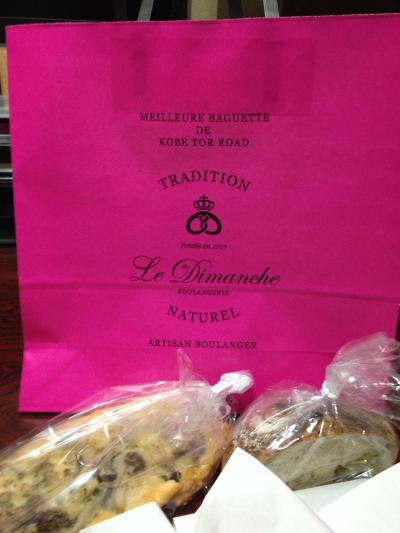 MEILLEURE BAGUETTE
DE
KOBE TOR ROAD
TRADITION
Fondée en 2007
Le Dimanche
BOULANGERIE
NATUREL
ARTISAN BOULANGER